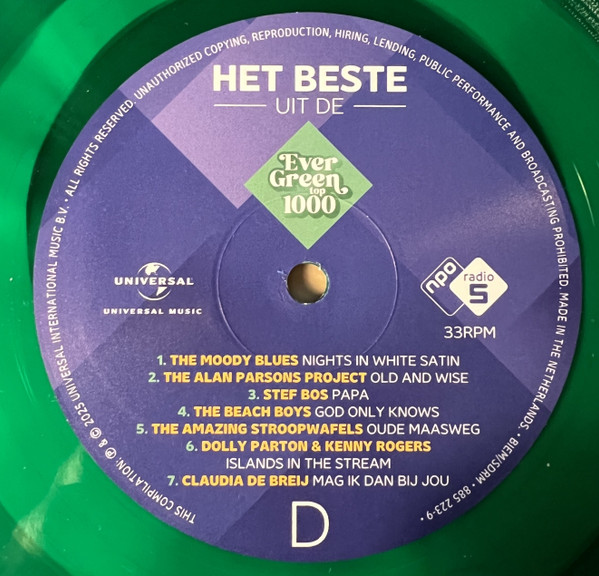 HET BESTE
UIT DE
Ever
Green
top
1000
UNIVERSAL
UNIVERSAL MUSIC
npo
radio
5
33RPM
1. THE MOODY BLUES NIGHTS IN WHITE SATIN
2. THE ALAN PARSONS PROJECT OLD AND WISE
3. STEF BOS PAPA
4. THE BEACH BOYS GOD ONLY KNOWS
5. THE AMAZING STROOPWAFELS OUDE MAASWEG
6. DOLLY PARTON & KENNY ROGERS
ISLANDS IN THE STREAM
7. CLAUDIA DE BREIJ MAG IK DAN BIJ JOU
D
THIS COMPILATION: ℗ & © 2025 UNIVERSAL INTERNATIONAL MUSIC B.V. • ALL RIGHTS RESERVED. UNAUTHORIZED COPYING, REPRODUCTION, HIRING, LENDING, PUBLIC PERFORMANCE AND BROADCASTING PROHIBITED. MADE IN THE NETHERLANDS. • BIEM/SDRM • 885 223-9 •